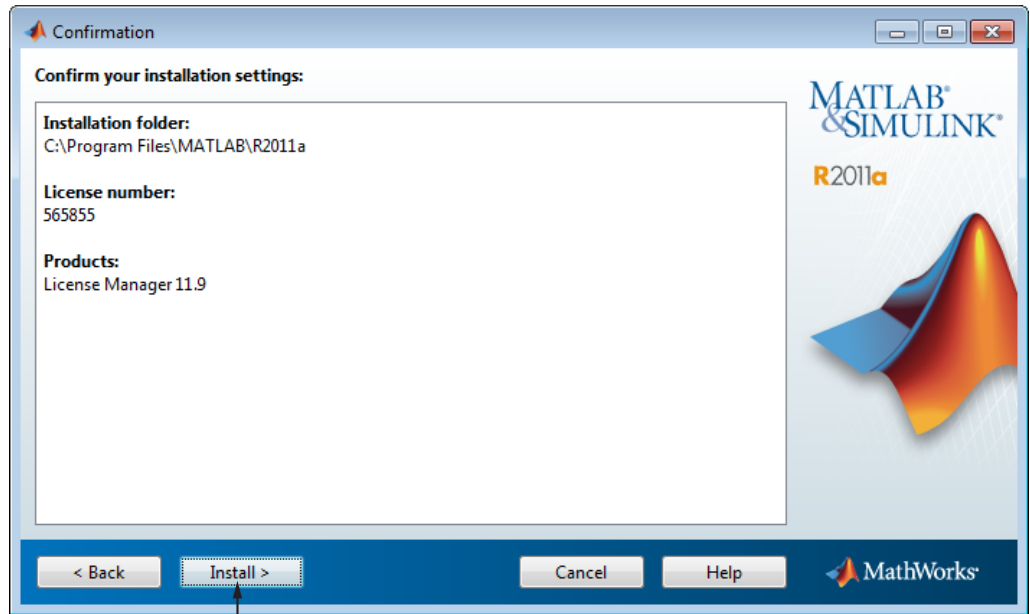 Confirmation
Confirm your installation settings:
Installation folder:
C:\Program Files\MATLAB\R2011a
License number:
565855
Products:
License Manager 11.9
MATLAB®
&SIMULINK®
R2011a
< Back
Install >
Cancel
Help
MathWorks®